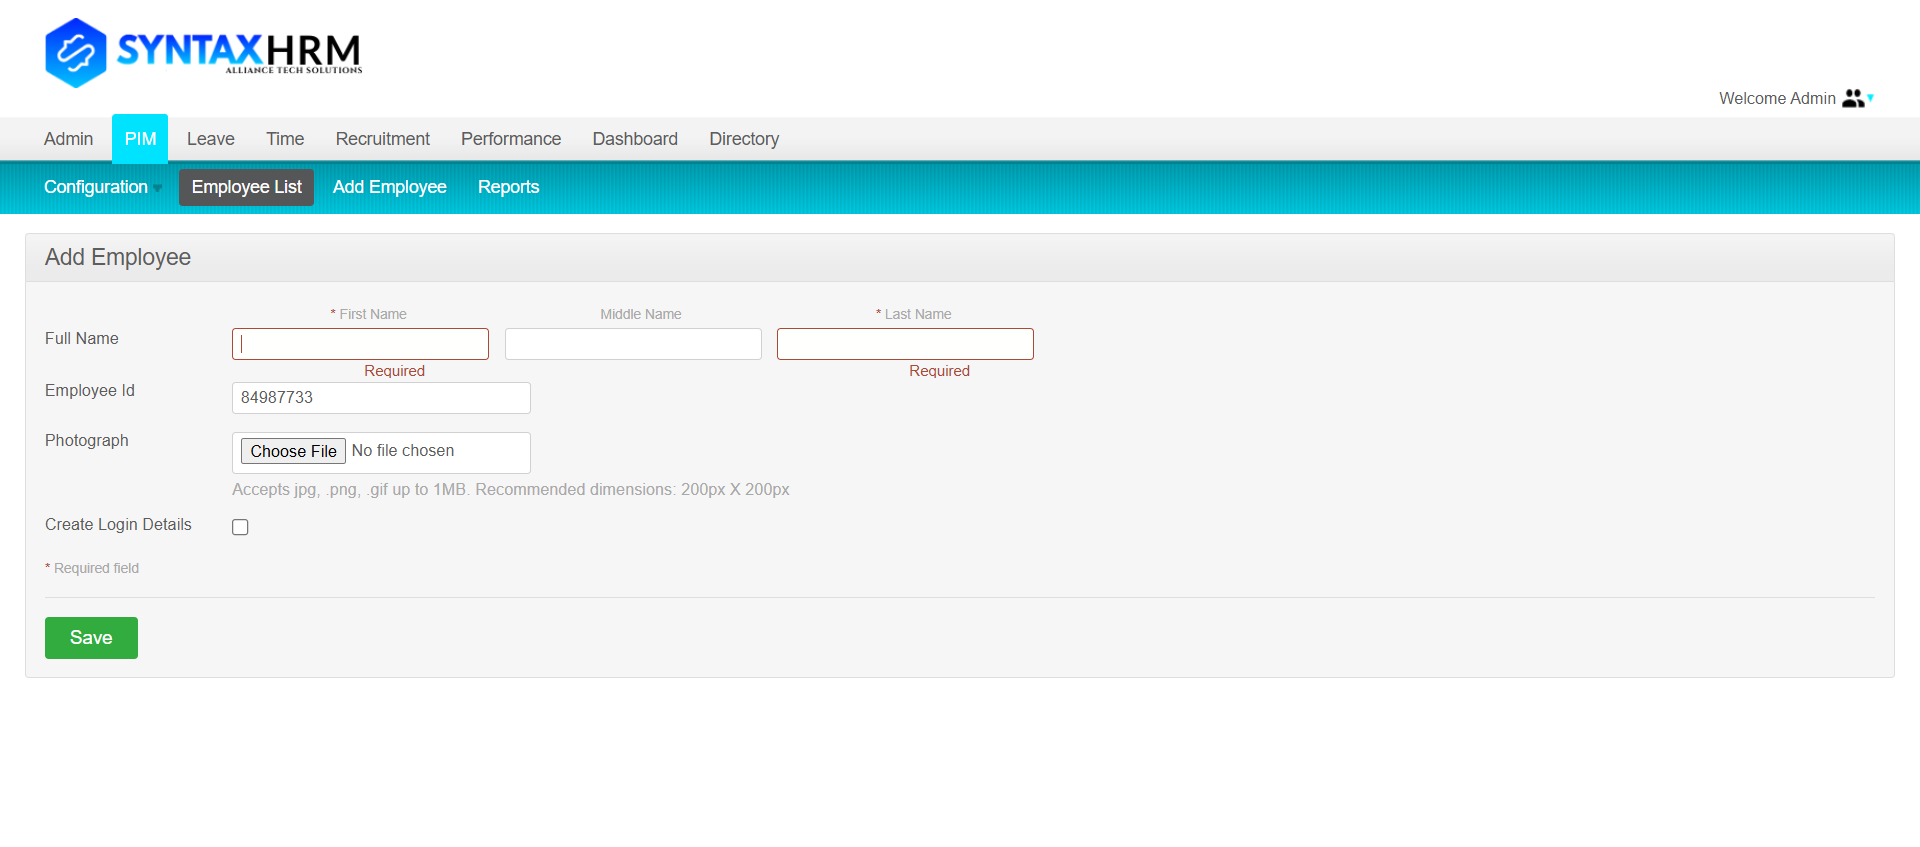 SYNTAXHRM
ALLIANCE TECH SOLUTIONS
Welcome Admin
Admin PIM Leave Time Recruitment Performance Dashboard Directory
Configuration Employee List Add Employee Reports
Add Employee
* First Name Middle Name * Last Name
Full Name
Required Required
Employee Id 84987733
Photograph Choose File No file chosen
Accepts jpg, .png, .gif up to 1MB. Recommended dimensions: 200px X 200px
Create Login Details
* Required field
Save